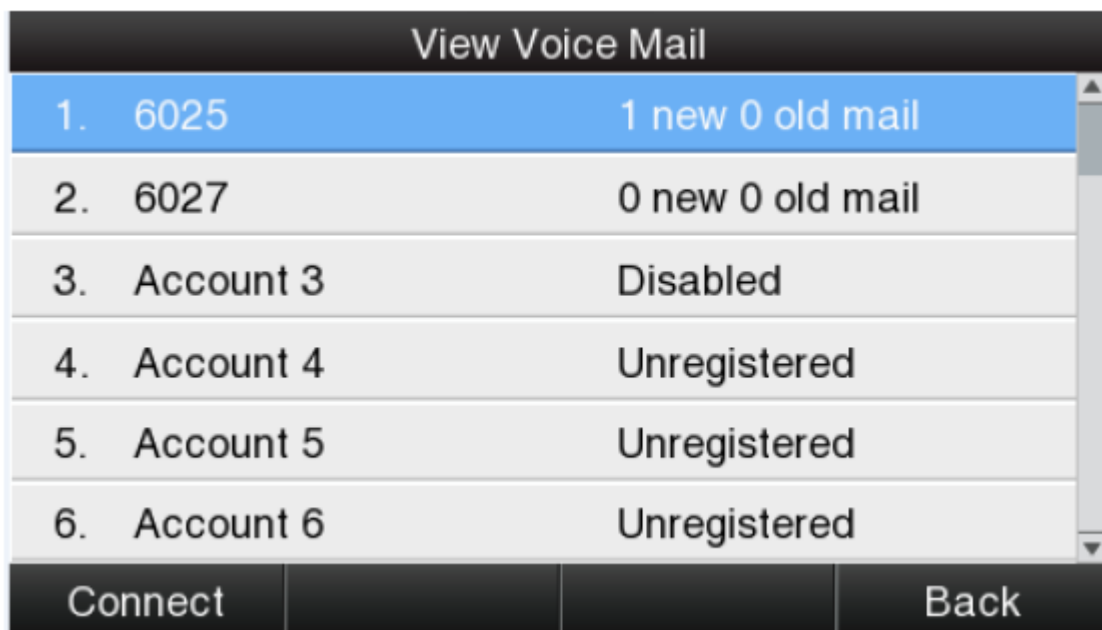 View Voice Mail
1. 6025 1 new 0 old mail
2. 6027 0 new 0 old mail
3. Account 3 Disabled
4. Account 4 Unregistered
5. Account 5 Unregistered
6. Account 6 Unregistered
Connect Back